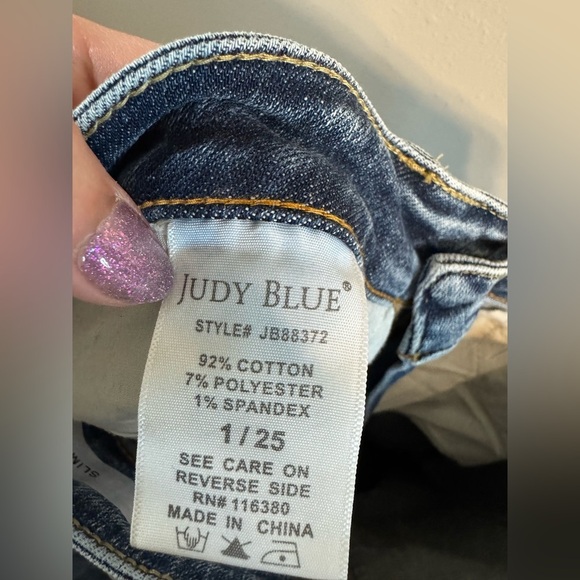 JUDY BLUE®
STYLE# JB88372
92% COTTON
7% POLYESTER
1% SPANDEX
1 / 25
SEE CARE ON
REVERSE SIDE
RN# 116380
MADE IN CHINA